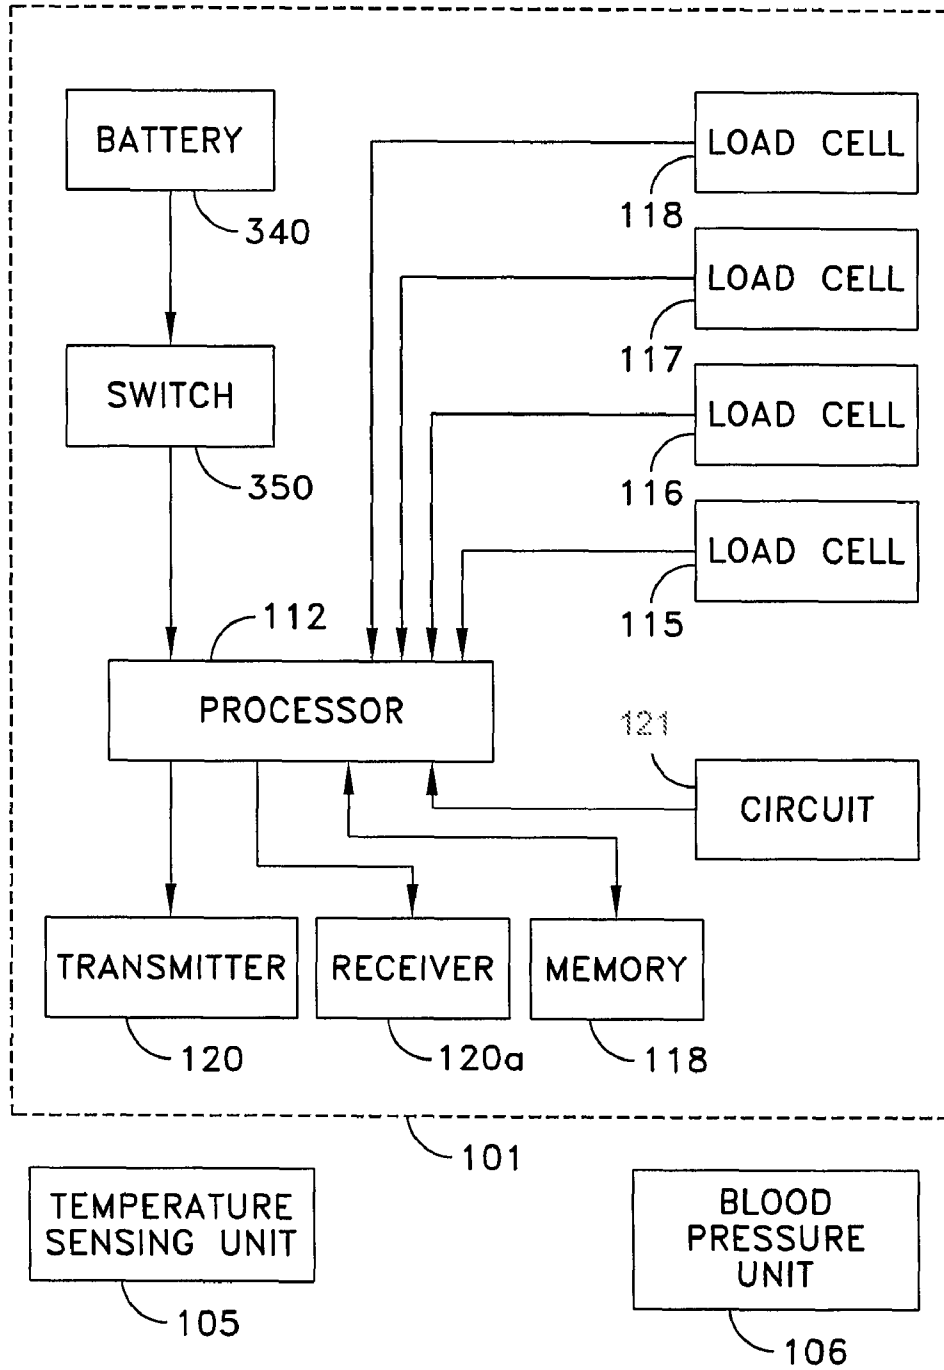 BATTERY
340
SWITCH
350
LOAD CELL
118
LOAD CELL
117
LOAD CELL
116
LOAD CELL
115
112
PROCESSOR
121
CIRCUIT
TRANSMITTER
120
RECEIVER
120a
MEMORY
118
101
TEMPERATURE
SENSING UNIT
105
BLOOD
PRESSURE
UNIT
106